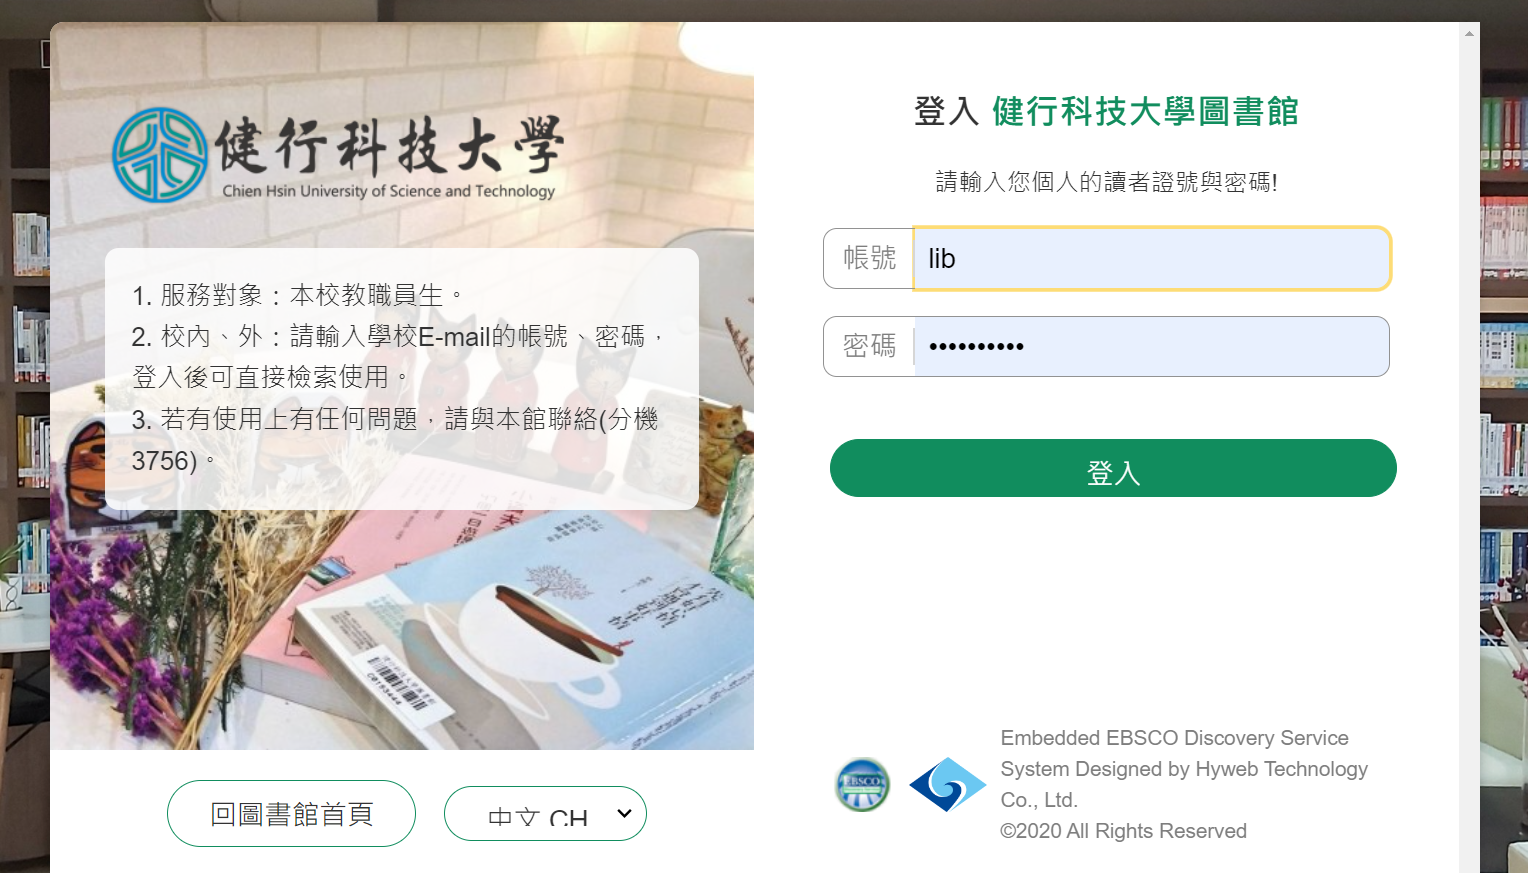 健行科技大學
Chien Hsin University of Science and Technology
1. 服務對象：本校教職員生。
2. 校內、外：請輸入學校E-mail的帳號、密碼，
登入後可直接檢索使用。
3. 若有使用上有任何問題，請與本館聯絡(分機
3756)。
回圖書館首頁
中文 CH
登入 健行科技大學圖書館
請輸入您個人的讀者證號與密碼!
帳號 lib
密碼 ••••••••••
登入
EBSCO
Embedded EBSCO Discovery Service
System Designed by Hyweb Technology
Co., Ltd.
©2020 All Rights Reserved